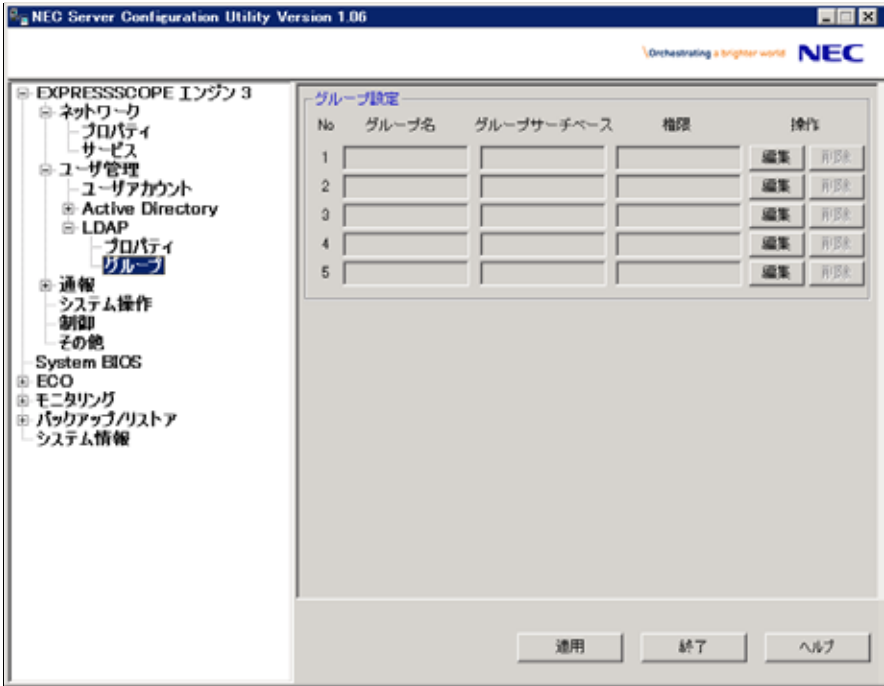 NEC Server Configuration Utility Version 1.06
\Orchestrating a brighter world NEC
EXPRESSSCOPE エンジン 3
ネットワーク
プロパティ
サービス
ユーザ管理
ユーザアカウント
Active Directory
LDAP
プロパティ
グループ
通報
システム操作
制御
その他
System BIOS
ECO
モニタリング
バックアップ/リストア
システム情報
グループ設定
No グループ名 グループサーチベース 権限 操作
1 編集 削除
2 編集 削除
3 編集 削除
4 編集 削除
5 編集 削除
適用 終了 ヘルプ